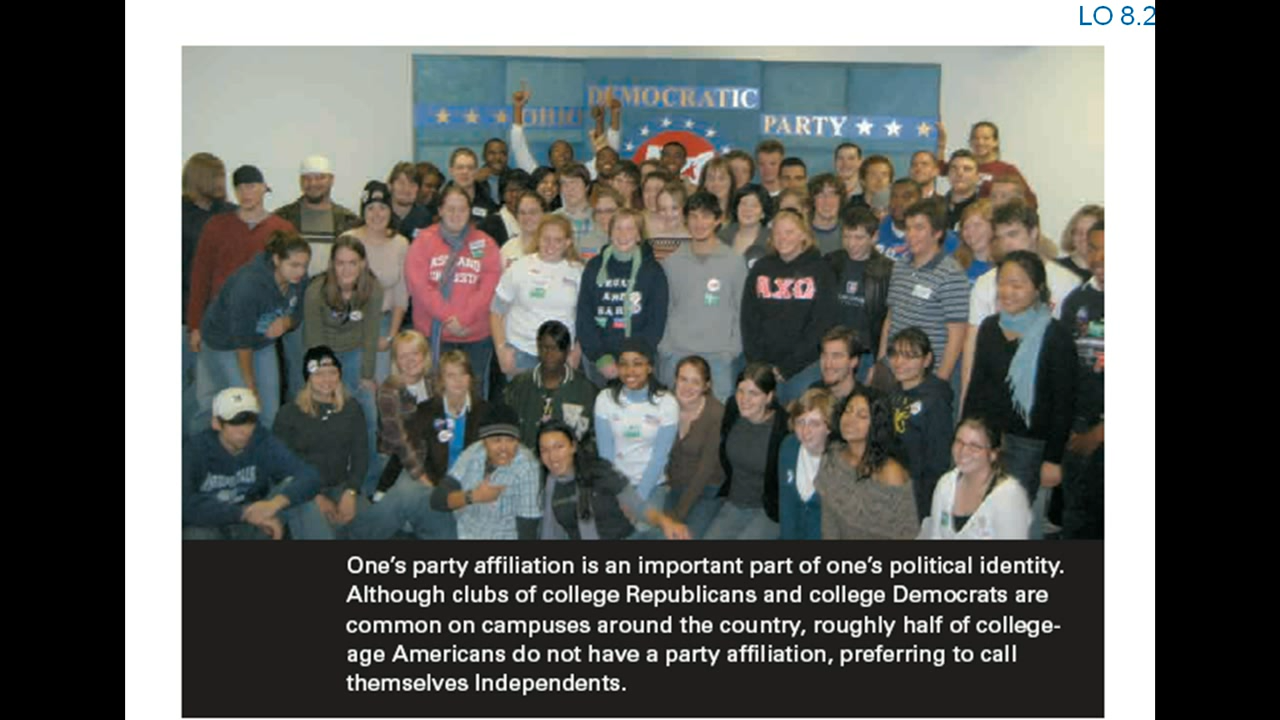 LO 8.2
DEMOCRATIC
OHIO
PARTY
ΑΧΩ
One's party affiliation is an important part of one's political identity.
Although clubs of college Republicans and college Democrats are
common on campuses around the country, roughly half of college-
age Americans do not have a party affiliation, preferring to call
themselves Independents.